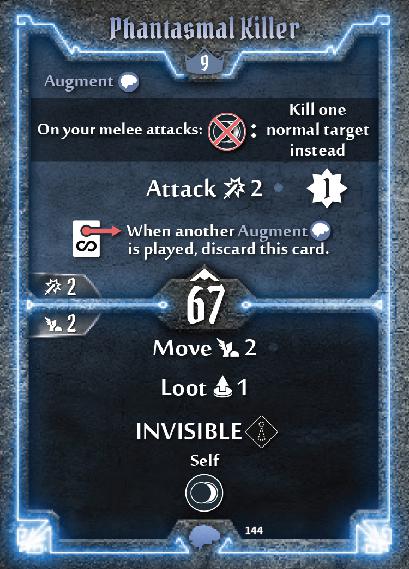 Phantasmal Killer
9
Augment
On your melee attacks: : Kill one
normal target
instead
Attack 2 1
When another Augment
is played, discard this card.
2
67
2
Move 2
Loot 1
INVISIBLE
Self
144